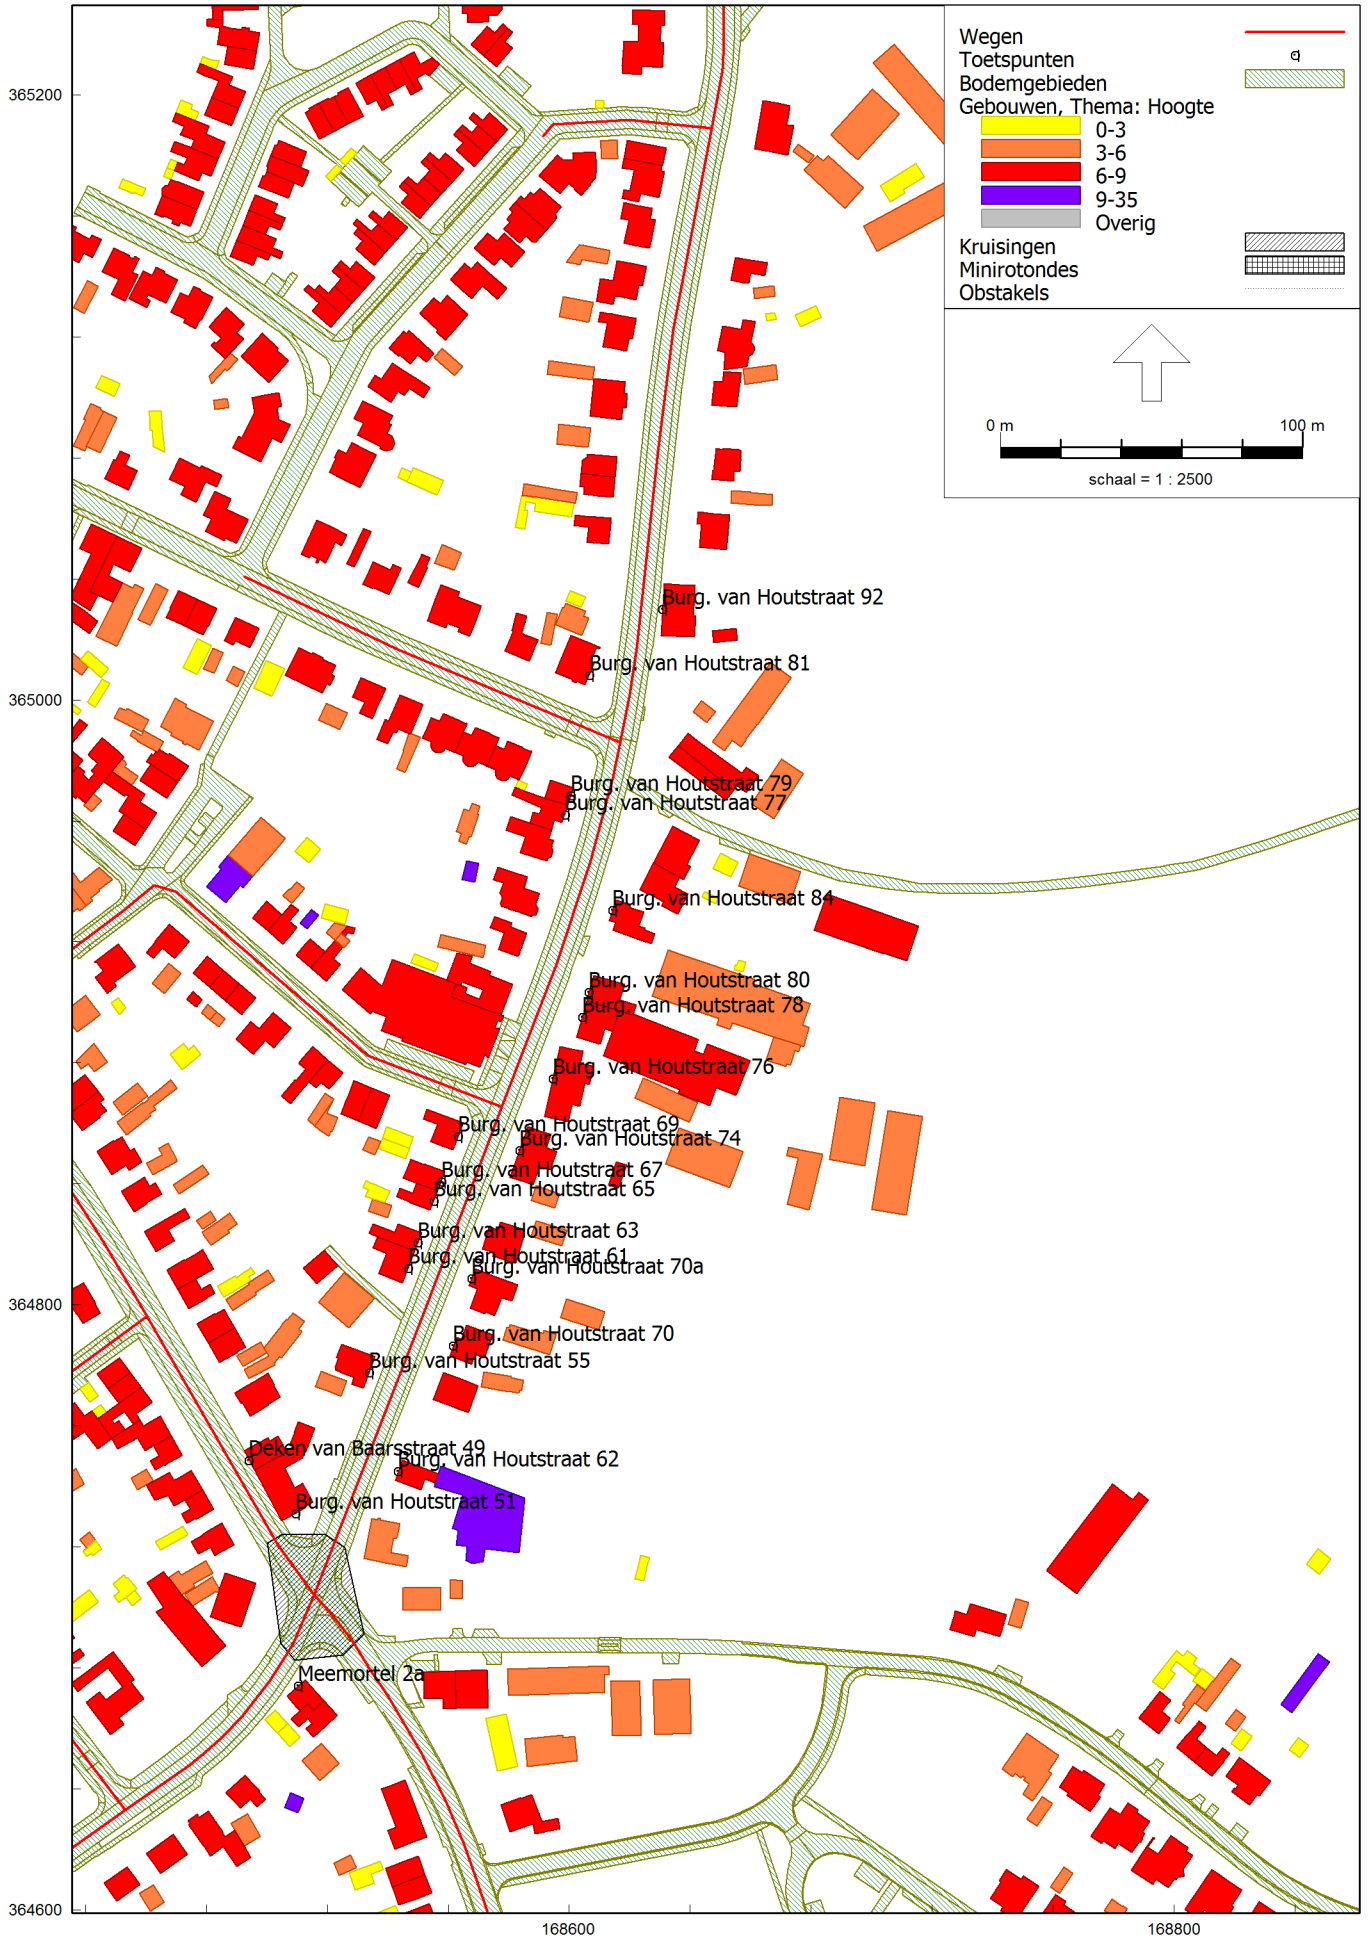 Wegen
Toetspunten
Bodemgebieden
Gebouwen, Thema: Hoogte
0-3
3-6
6-9
9-35
Overig
Kruisingen
Minirotondes
Obstakels
0 m 100 m
schaal = 1 : 2500
365200
365000
364800
364600
168600
168800
Burg. van Houtstraat 92
Burg. van Houtstraat 81
Burg. van Houtstraat 79
Burg. van Houtstraat 77
Burg. van Houtstraat 84
Burg. van Houtstraat 80
Burg. van Houtstraat 78
Burg. van Houtstraat 76
Burg. van Houtstraat 69
Burg. van Houtstraat 74
Burg. van Houtstraat 67
Burg. van Houtstraat 65
Burg. van Houtstraat 63
Burg. van Houtstraat 61
Burg. van Houtstraat 70a
Burg. van Houtstraat 70
Burg. van Houtstraat 55
Deken van Baarsstraat 49
Burg. van Houtstraat 62
Burg. van Houtstraat 51
Meemortel 2a